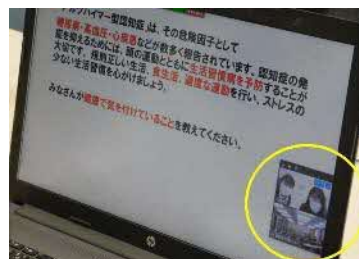 アルツハイマー型認知症」は、その危険因子として
糖尿病・高血圧・心疾患などが数多く報告されています。認知症の発
症を抑えるためには、頭の運動とともに生活習慣病を予防することが
大切です。規則正しい生活、食生活、適度な運動を行い、ストレスの
少ない生活習慣を心がけましょう。
みなさんが健康で気を付けていることを教えてください。
hp